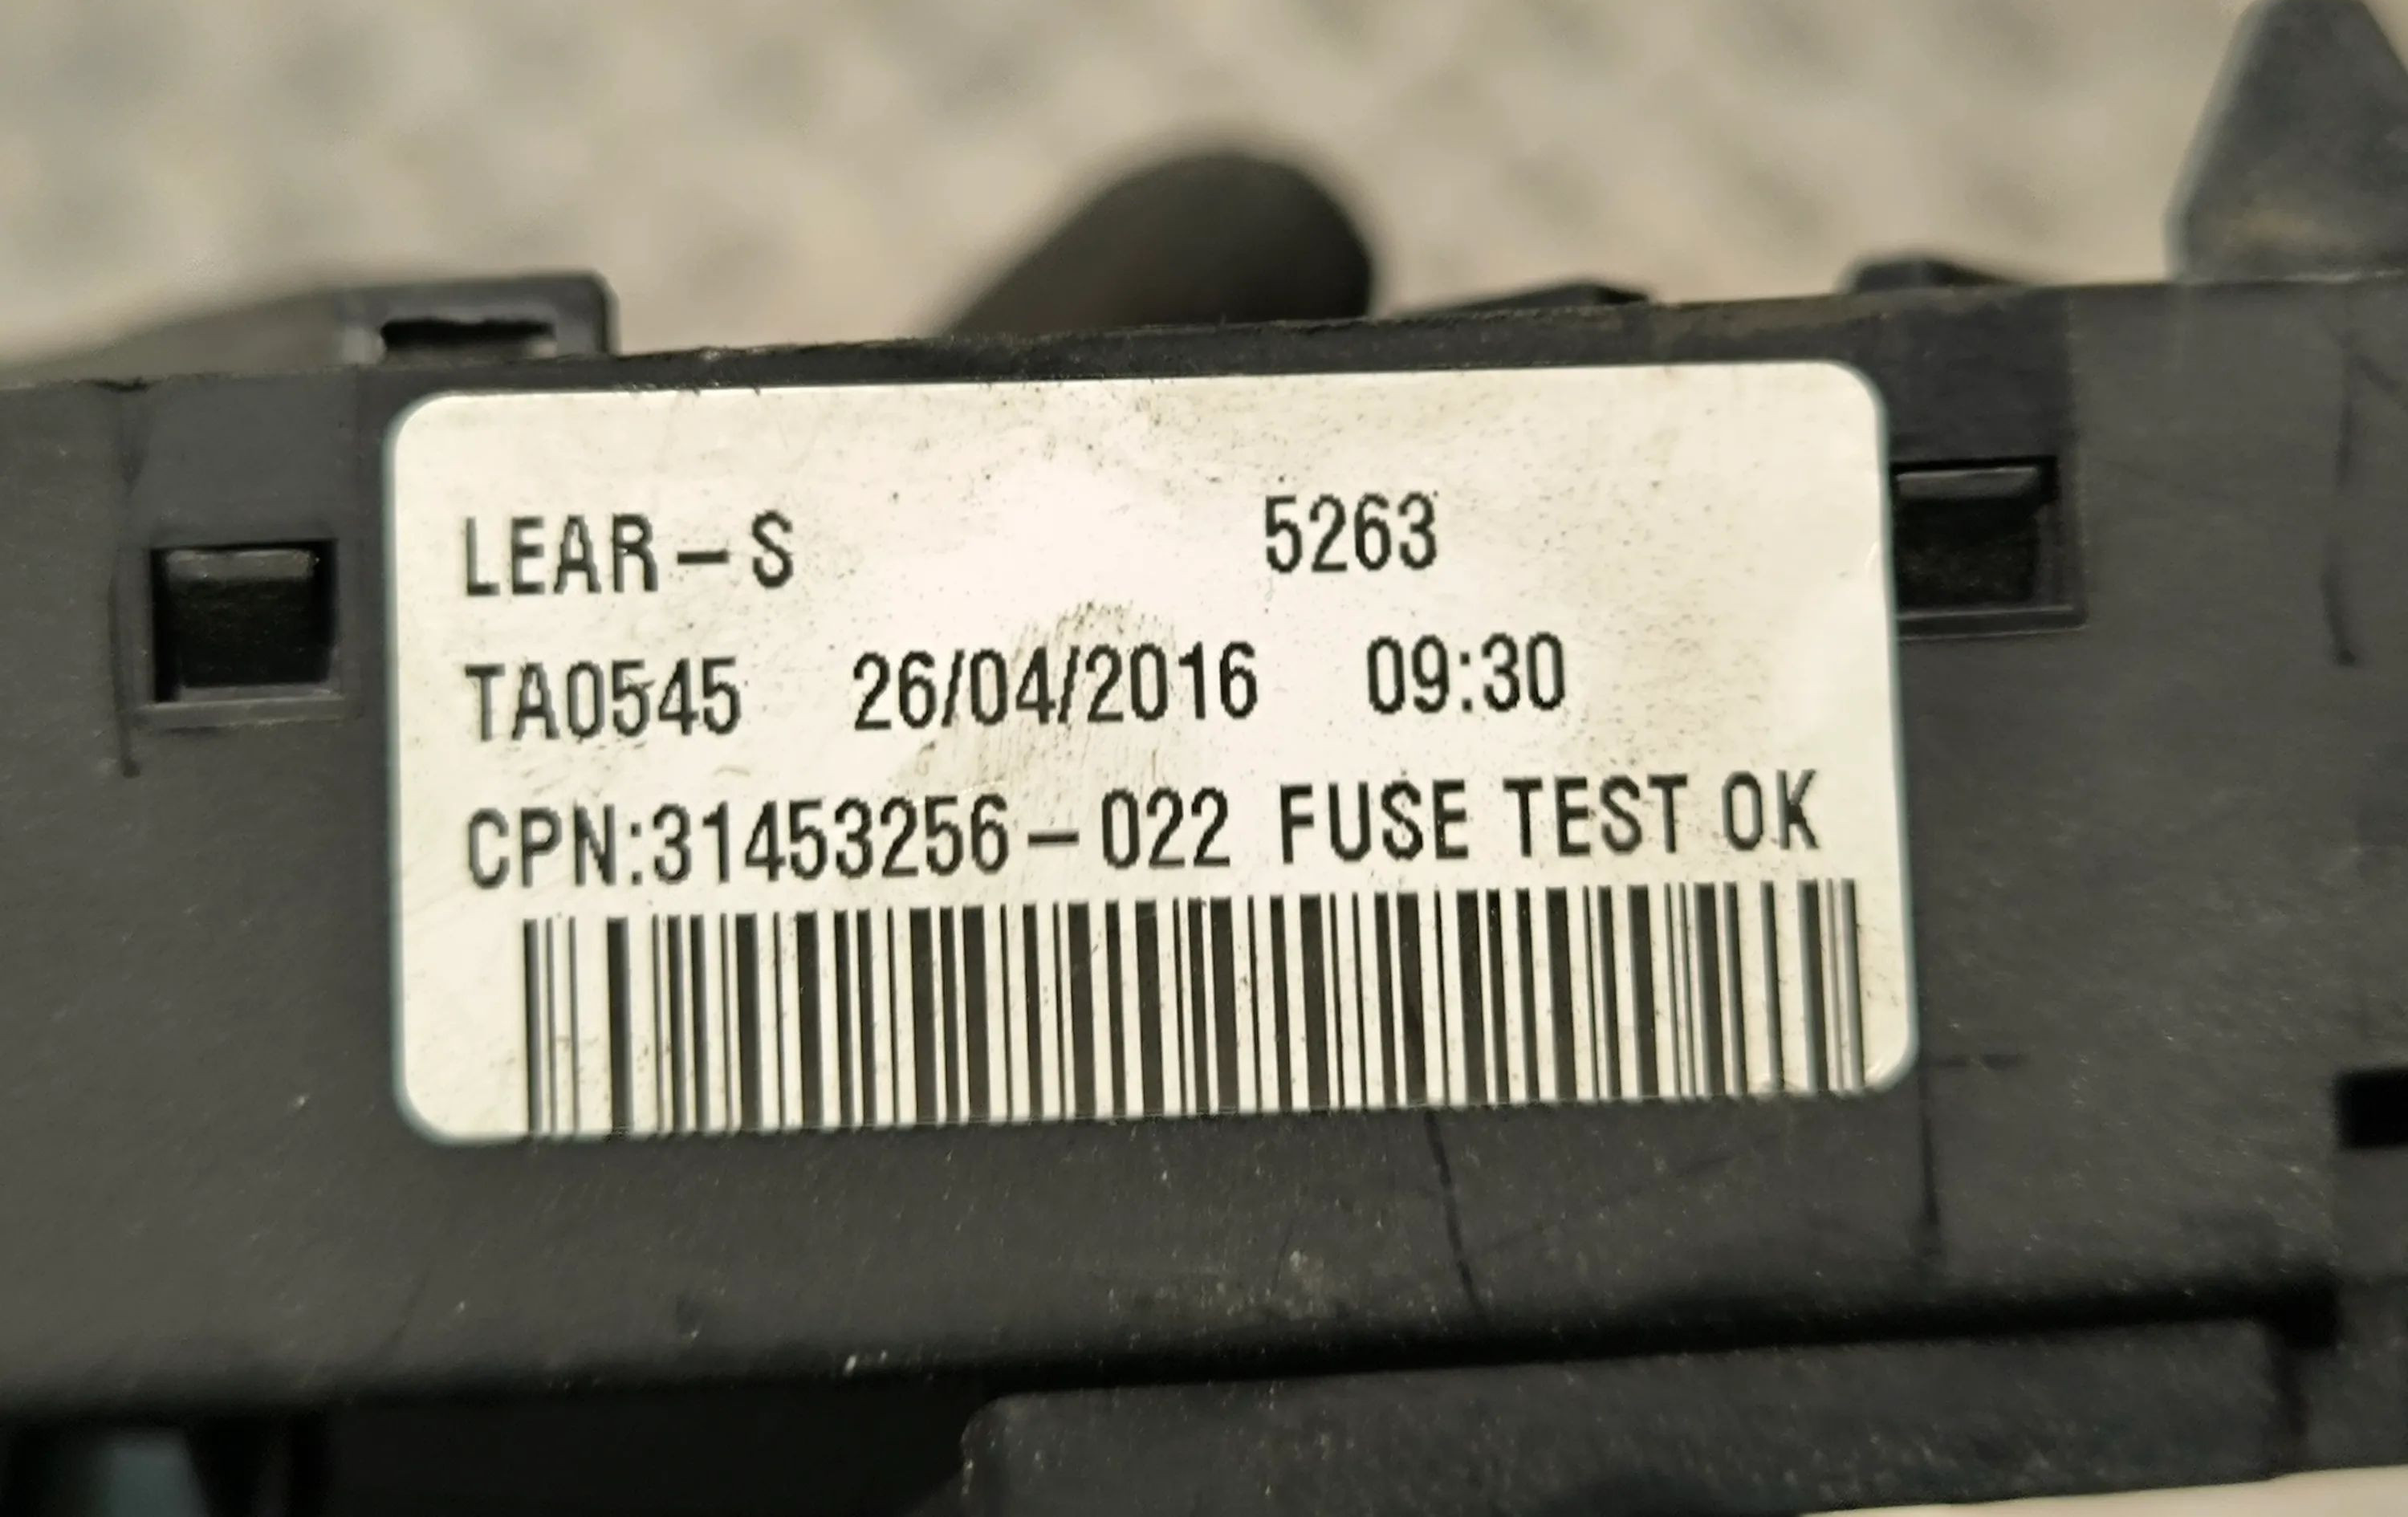 LEAR-S 5263
TA0545 26/04/2016 09:30
CPN:31453256-022 FUSE TEST OK